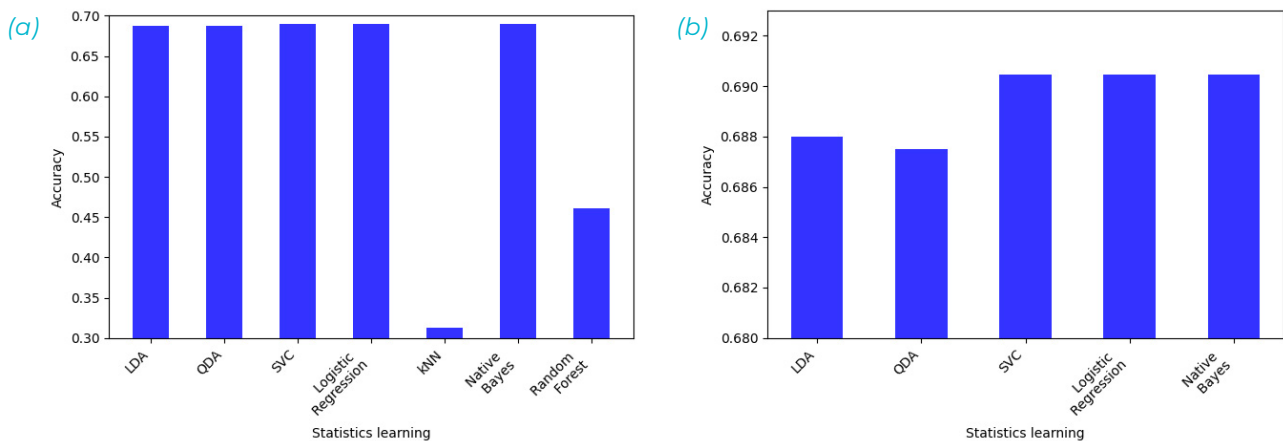 (a)
0.70
0.65
0.60
0.55
0.50
0.45
0.40
0.35
0.30
Accuracy
LDA
QDA
SVC
Logistic
Regression
kNN
Native
Bayes
Random
Forest
Statistics learning
(b)
0.692
0.690
0.688
0.686
0.684
0.682
0.680
Accuracy
LDA
QDA
SVC
Logistic
Regression
Native
Bayes
Statistics learning